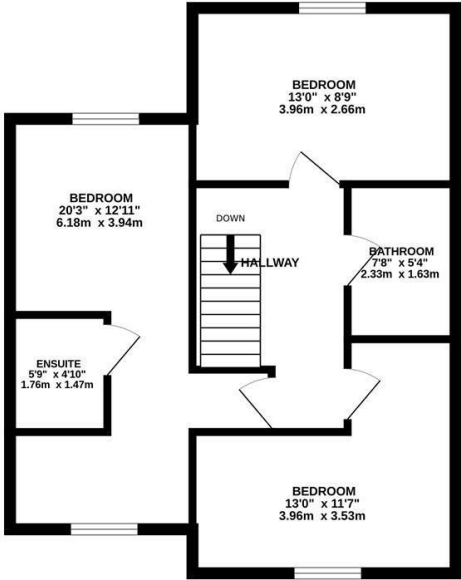 BEDROOM
13'0" x 8'9"
3.96m x 2.66m
BEDROOM
20'3" x 12'11"
6.18m x 3.94m
DOWN
HALLWAY
BATHROOM
7'8" x 5'4"
2.33m x 1.63m
ENSUITE
5'9" x 4'10"
1.76m x 1.47m
BEDROOM
13'0" x 11'7"
3.96m x 3.53m